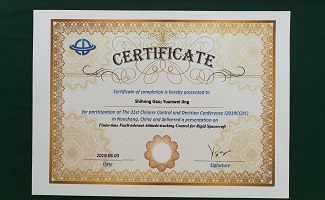 CERTIFICATE
Certificate of completion is hereby presented to
Shihong Gao; Yuanwei Jing
for participation at The 31st Chinese Control and Decision Conference (2019CCDC)
in Nanchang, China and delivered a presentation on
Finite-time Fault-tolerant Attitude-tracking Control for Rigid Spacecraft
2019.06.03
Date
Signature